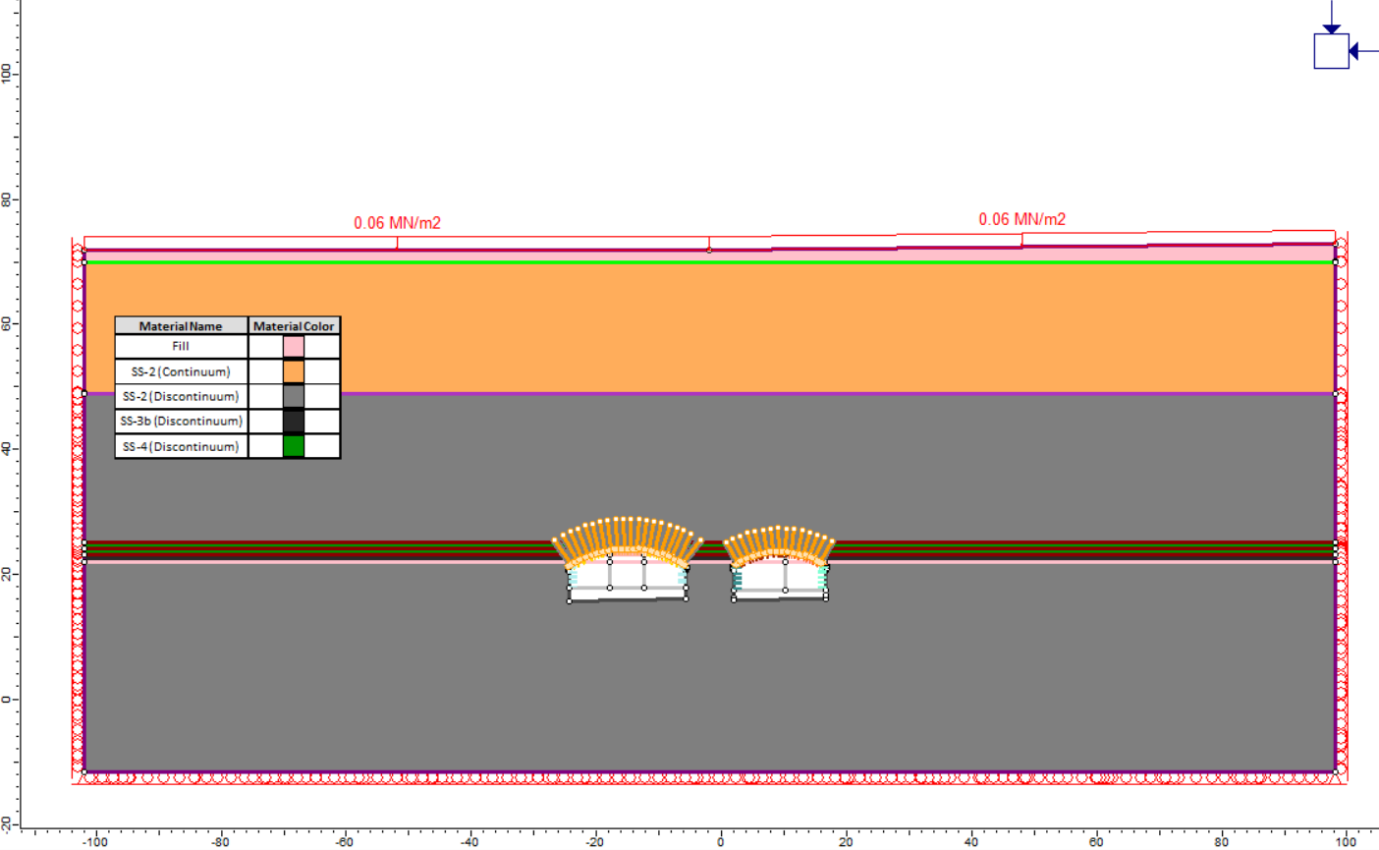 100
80
60
40
20
0
-20
0.06 MN/m2
0.06 MN/m2
Material Name Material Color
Fill
SS-2 (Continuum)
SS-2 (Discontinuum)
SS-3b (Discontinuum)
SS-4 (Discontinuum)
-100 -80 -60 -40 -20 0 20 40 60 80 100